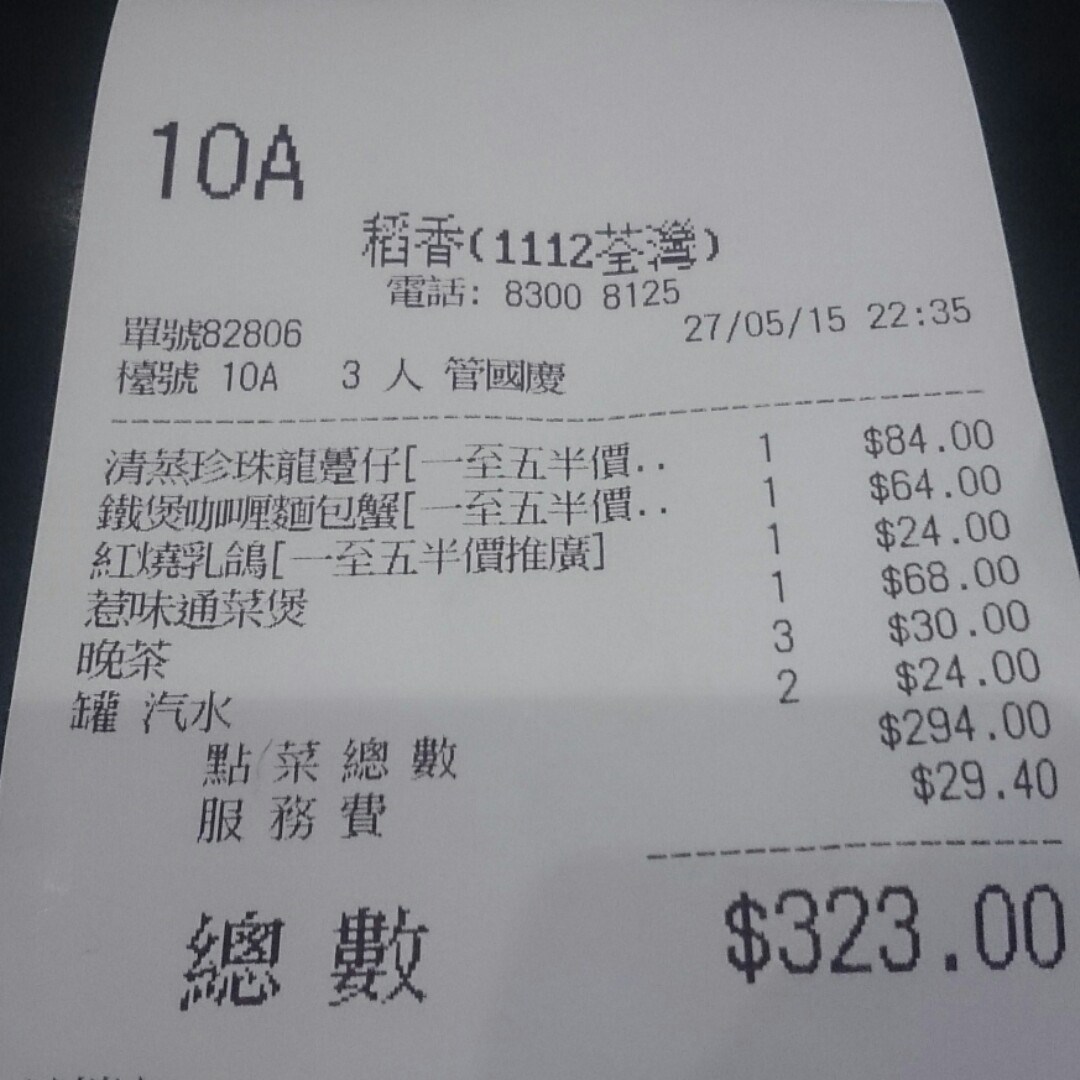 10A
稻香(1112荃灣)
電話: 8300 8125
單號82806 27/05/15 22:35
檯號 10A 3 人 管國慶
清蒸珍珠龍躉仔[一至五半價.. 1 $84.00
鐵煲咖喱麵包蟹[一至五半價.. 1 $64.00
紅燒乳鴿[一至五半價推廣] 1 $24.00
惹味通菜煲 1 $68.00
晚茶 3 $30.00
罐 汽水 2 $24.00
點菜總數 $294.00
服務費 $29.40
總數 $323.00